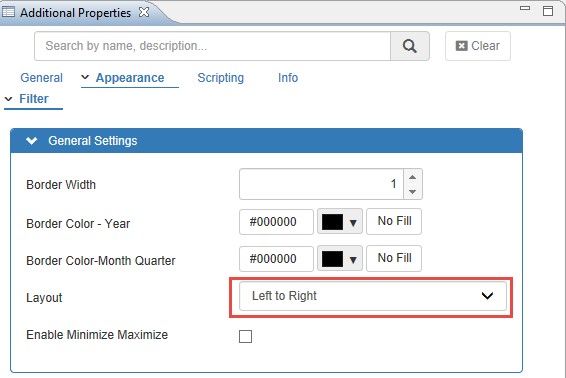 Additional Properties
Search by name, description...
Clear
General Appearance Scripting Info
Filter
General Settings
Border Width 1
Border Color - Year #000000 No Fill
Border Color-Month Quarter #000000 No Fill
Layout Left to Right
Enable Minimize Maximize